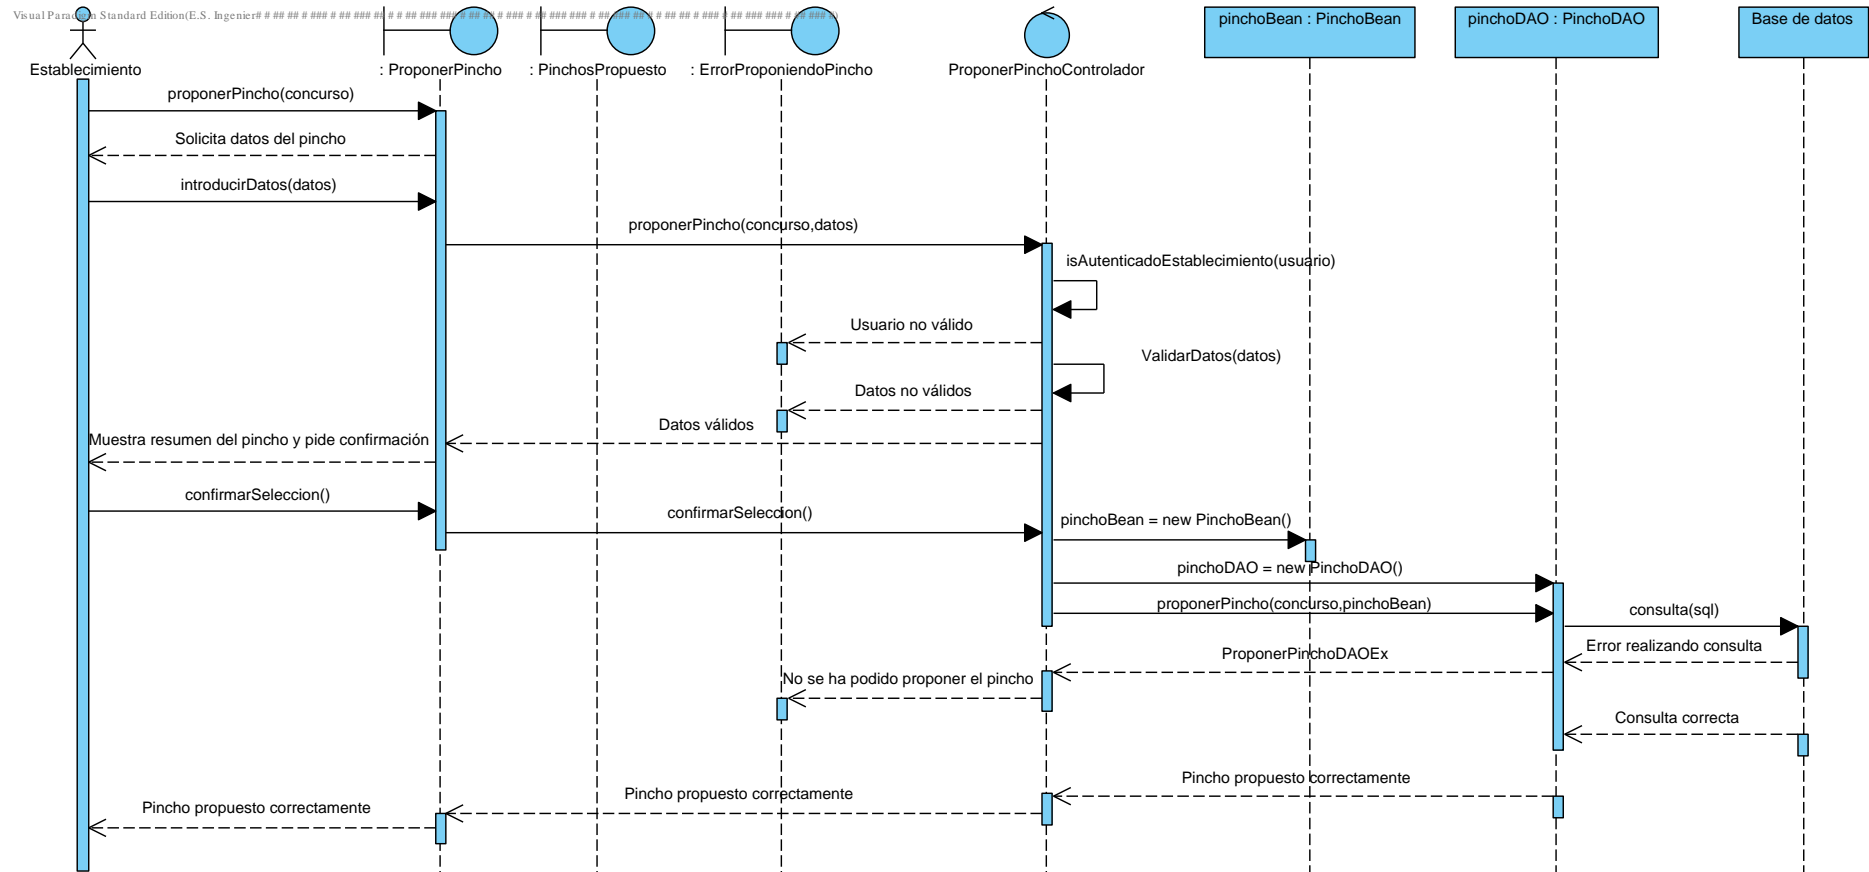 Visual Paradigm Standard Edition(E.S. Ingenier
pinchoBean : PinchoBean
pinchoDAO : PinchoDAO
Base de datos
Establecimiento
: ProponerPincho
: PinchosPropuesto
: ErrorProponiendoPincho
ProponerPinchoControlador
proponerPincho(concurso)
Solicita datos del pincho
introducirDatos(datos)
proponerPincho(concurso,datos)
isAutenticadoEstablecimiento(usuario)
Usuario no válido
ValidarDatos(datos)
Datos no válidos
Datos válidos
Muestra resumen del pincho y pide confirmación
confirmarSeleccion()
confirmarSeleccion()
pinchoBean = new PinchoBean()
pinchoDAO = new PinchoDAO()
proponerPincho(concurso,pinchoBean)
consulta(sql)
Error realizando consulta
ProponerPinchoDAOEx
No se ha podido proponer el pincho
Consulta correcta
Pincho propuesto correctamente
Pincho propuesto correctamente
Pincho propuesto correctamente